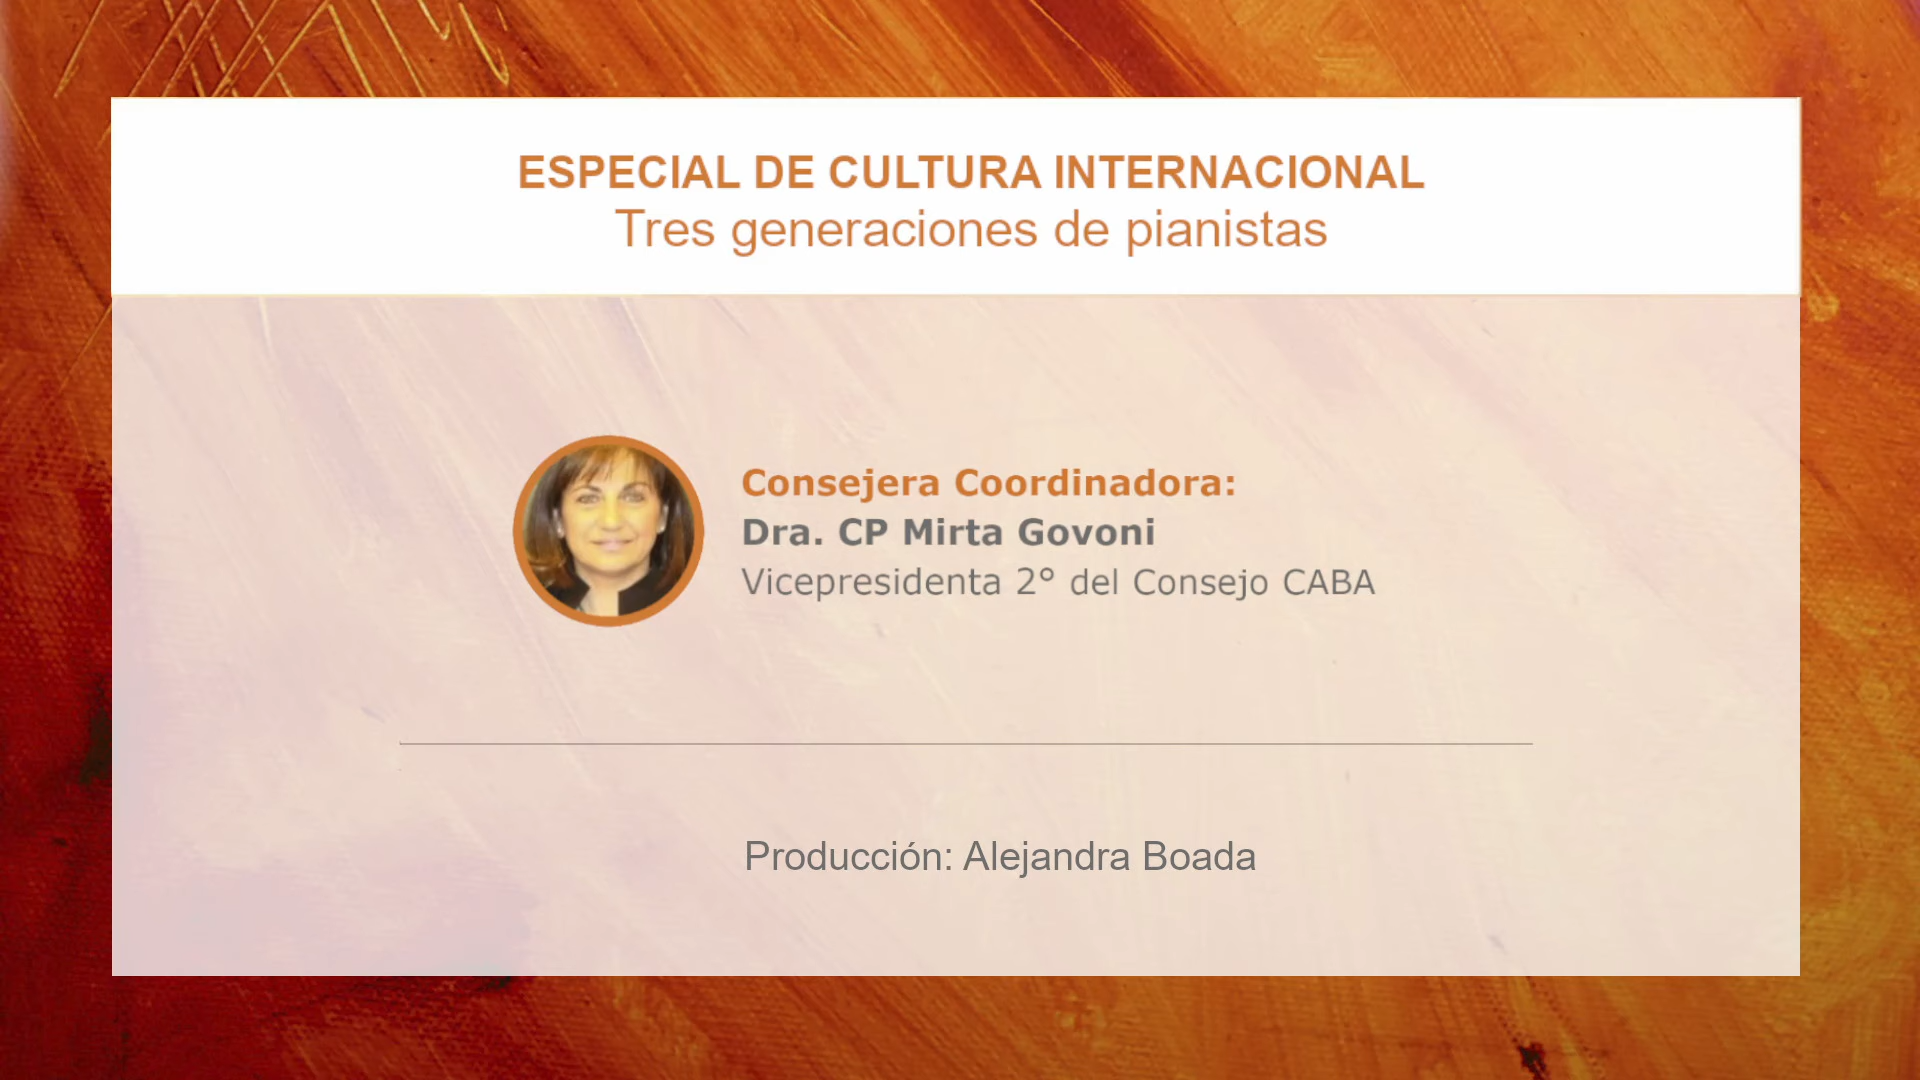 ESPECIAL DE CULTURA INTERNACIONAL
Tres generaciones de pianistas
Consejera Coordinadora:
Dra. CP Mirta Govoni
Vicepresidenta 2° del Consejo CABA
Producción: Alejandra Boada